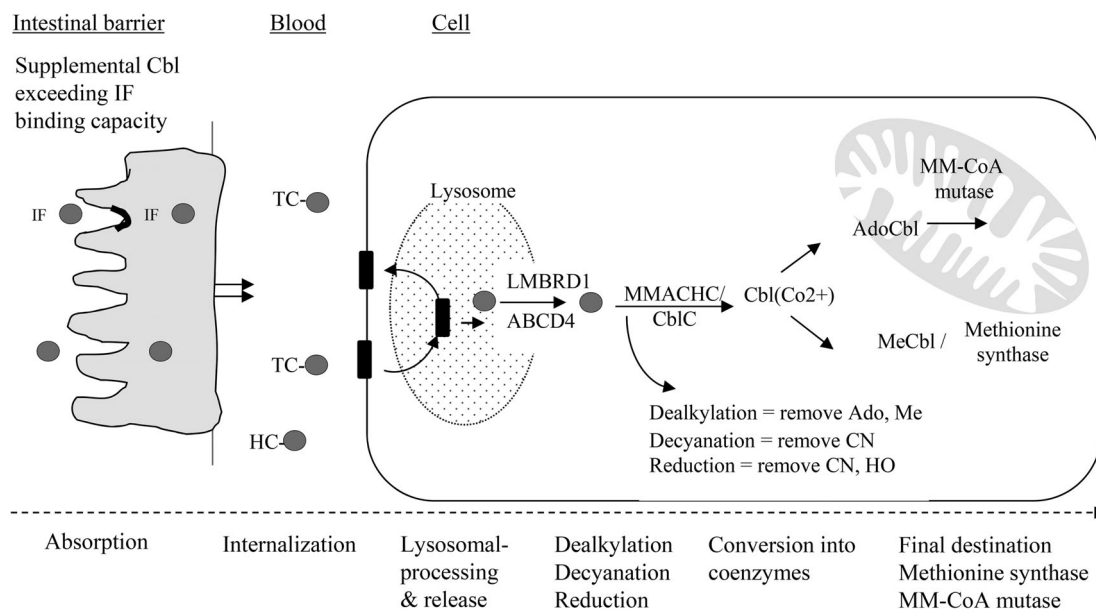 Intestinal barrier
Blood
Cell
Supplemental Cbl
exceeding IF
binding capacity
IF
IF
TC-
TC-
HC-
Lysosome
LMBRD1
ABCD4
MMACHC/
CblC
Cbl(Co2+)
MM-CoA
mutase
AdoCbl
MeCbl /
Methionine
synthase
Dealkylation = remove Ado, Me
Decyanation = remove CN
Reduction = remove CN, HO
Absorption
Internalization
Lysosomal-
processing
& release
Dealkylation
Decyanation
Reduction
Conversion into
coenzymes
Final destination
Methionine synthase
MM-CoA mutase